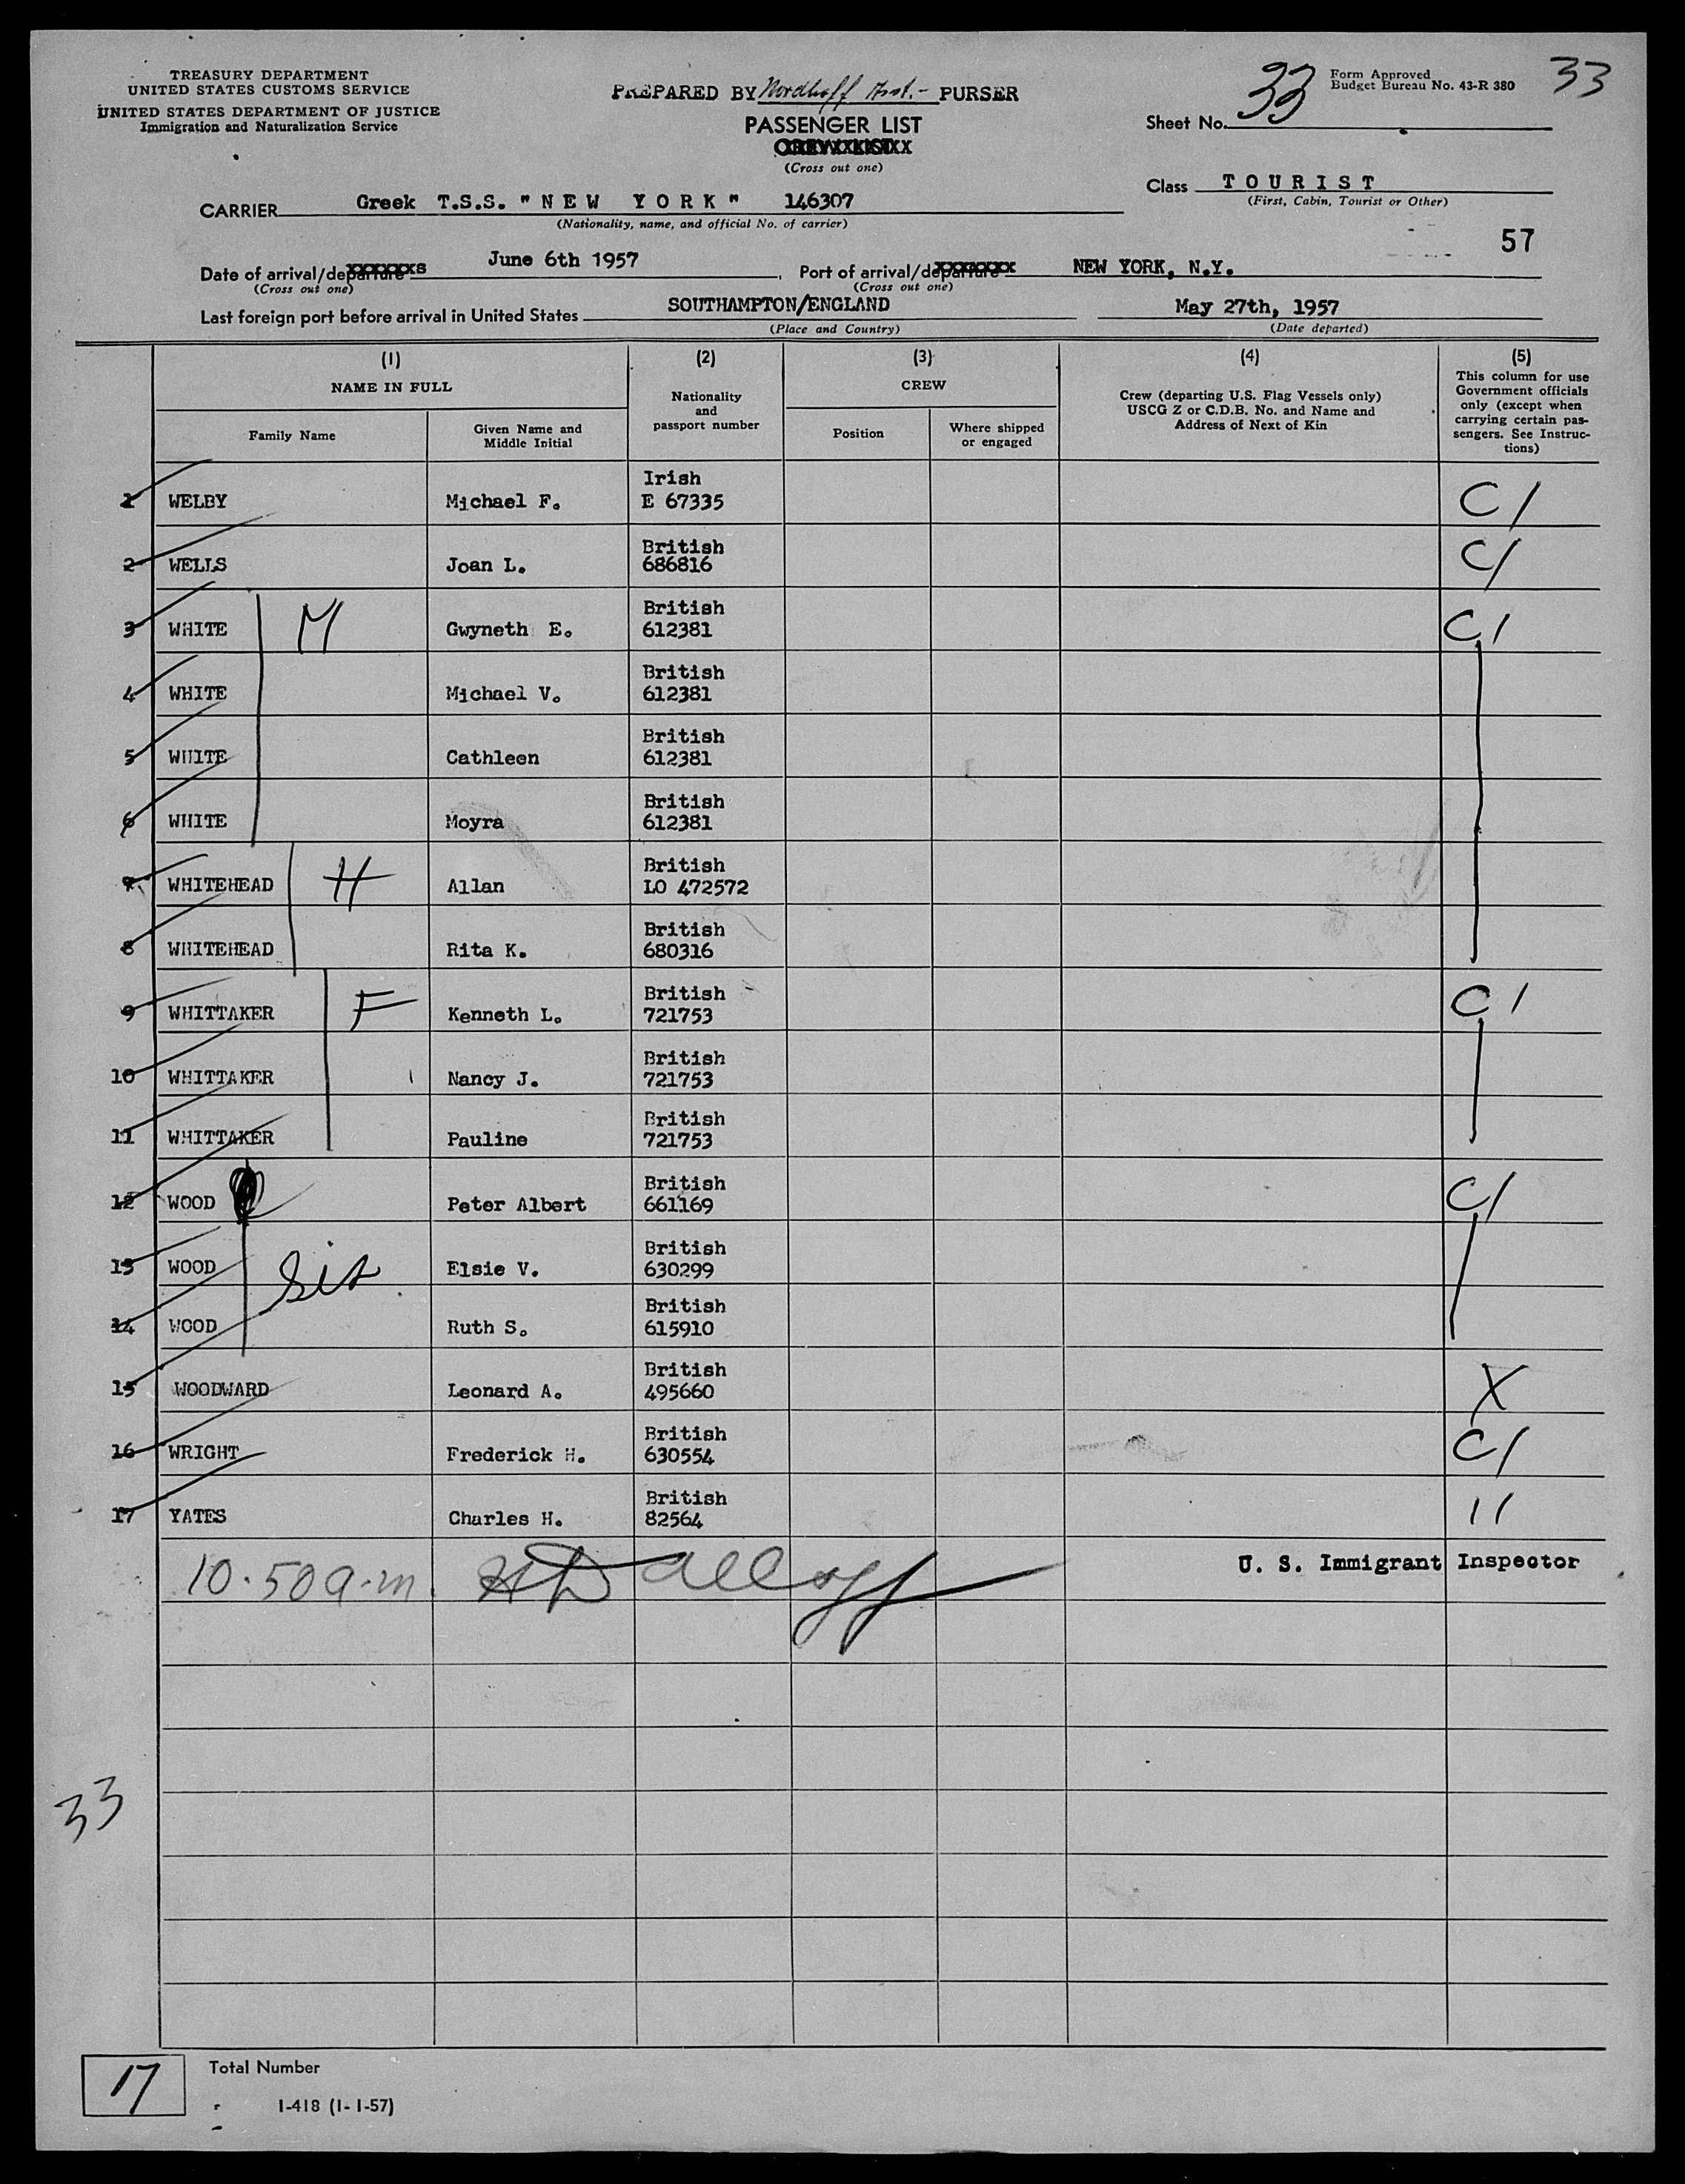 TREASURY DEPARTMENT
UNITED STATES CUSTOMS SERVICE
UNITED STATES DEPARTMENT OF JUSTICE
Immigration and Naturalization Service
PREPARED BY Nordhoff Asst.- PURSER
PASSENGER LIST
(Cross out one)
33
Form Approved
Budget Bureau No. 43-R 380
33
Sheet No.
Class TOURIST
(First, Cabin, Tourist or Other)
CARRIER Greek T.S.S. "NEW YORK" 146307
(Nationality, name, and official No. of carrier)
57
Date of arrival/departure June 6th 1957
(Cross out one)
Port of arrival/departure NEW YORK, N.Y.
(Cross out one)
Last foreign port before arrival in United States SOUTHAMPTON/ENGLAND May 27th, 1957
(Place and Country) (Date departed)
(1) (2) (3) (4) (5)
NAME IN FULL
Family Name
Given Name and
Middle Initial
Nationality
and
passport number
CREW
Position
Where shipped
or engaged
Crew (departing U.S. Flag Vessels only)
USCG Z or C.D.B. No. and Name and
Address of Next of Kin
This column for use
Government officials
only (except when
carrying certain pas-
sengers. See Instruc-
tions)
Irish
1 WELBY Michael F. E 67335 C/
British
2 WELLS Joan L. 686816 C/
British
3 WHITE M Gwyneth E. 612381 C/
British
4 WHITE Michael V. 612381
British
5 WHITE Cathleen 612381
British
6 WHITE Moyra 612381
British
7 WHITEHEAD H Allan LO 472572
British
8 WHITEHEAD Rita K. 680316
British
9 WHITTAKER F Kenneth L. 721753 C/
British
10 WHITTAKER Nancy J. 721753
British
11 WHITTAKER Pauline 721753
British
12 WOOD Peter Albert 661169 C/
British
13 WOOD Sis Elsie V. 630299
British
14 WOOD Ruth S. 615910
British
15 WOODWARD Leonard A. 495660 X
British
16 WRIGHT Frederick H. 630554 C/
British
17 YATES Charles H. 82564 11
10.50 a.m. all off
U. S. Immigrant Inspector
33
17 Total Number
I-418 (1-1-57)